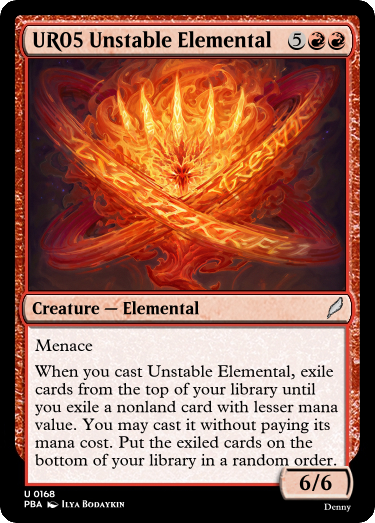 UR05 Unstable Elemental 5
Creature — Elemental
Menace
When you cast Unstable Elemental, exile
cards from the top of your library until
you exile a nonland card with lesser mana
value. You may cast it without paying its
mana cost. Put the exiled cards on the
bottom of your library in a random order.
6/6
U 0168
PBA Ilya Bodaykin
Denny